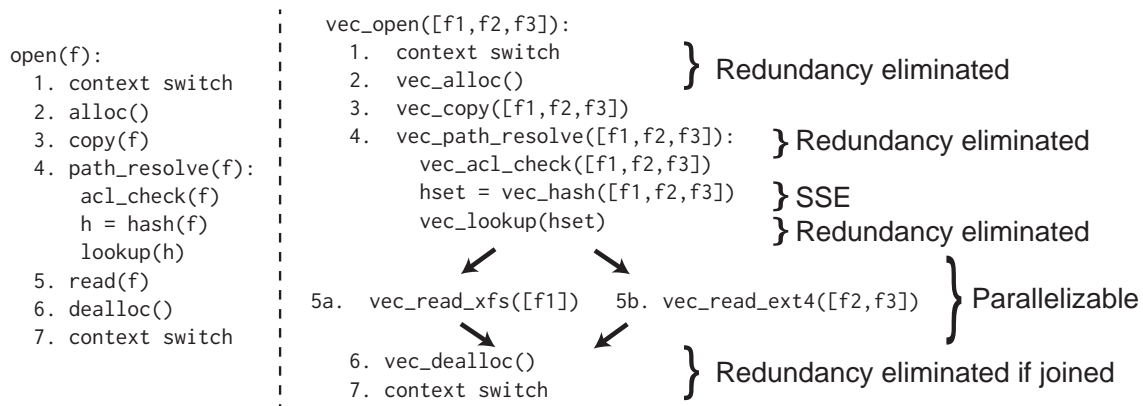 open(f):
1. context switch
2. alloc()
3. copy(f)
4. path_resolve(f):
acl_check(f)
h = hash(f)
lookup(h)
5. read(f)
6. dealloc()
7. context switch
vec_open([f1,f2,f3]):
1. context switch
2. vec_alloc()
} Redundancy eliminated
3. vec_copy([f1,f2,f3])
4. vec_path_resolve([f1,f2,f3]):
vec_acl_check([f1,f2,f3])
} Redundancy eliminated
hset = vec_hash([f1,f2,f3]) } SSE
vec_lookup(hset) } Redundancy eliminated
5a. vec_read_xfs([f1]) 5b. vec_read_ext4([f2,f3]) } Parallelizable
6. vec_dealloc()
7. context switch
} Redundancy eliminated if joined